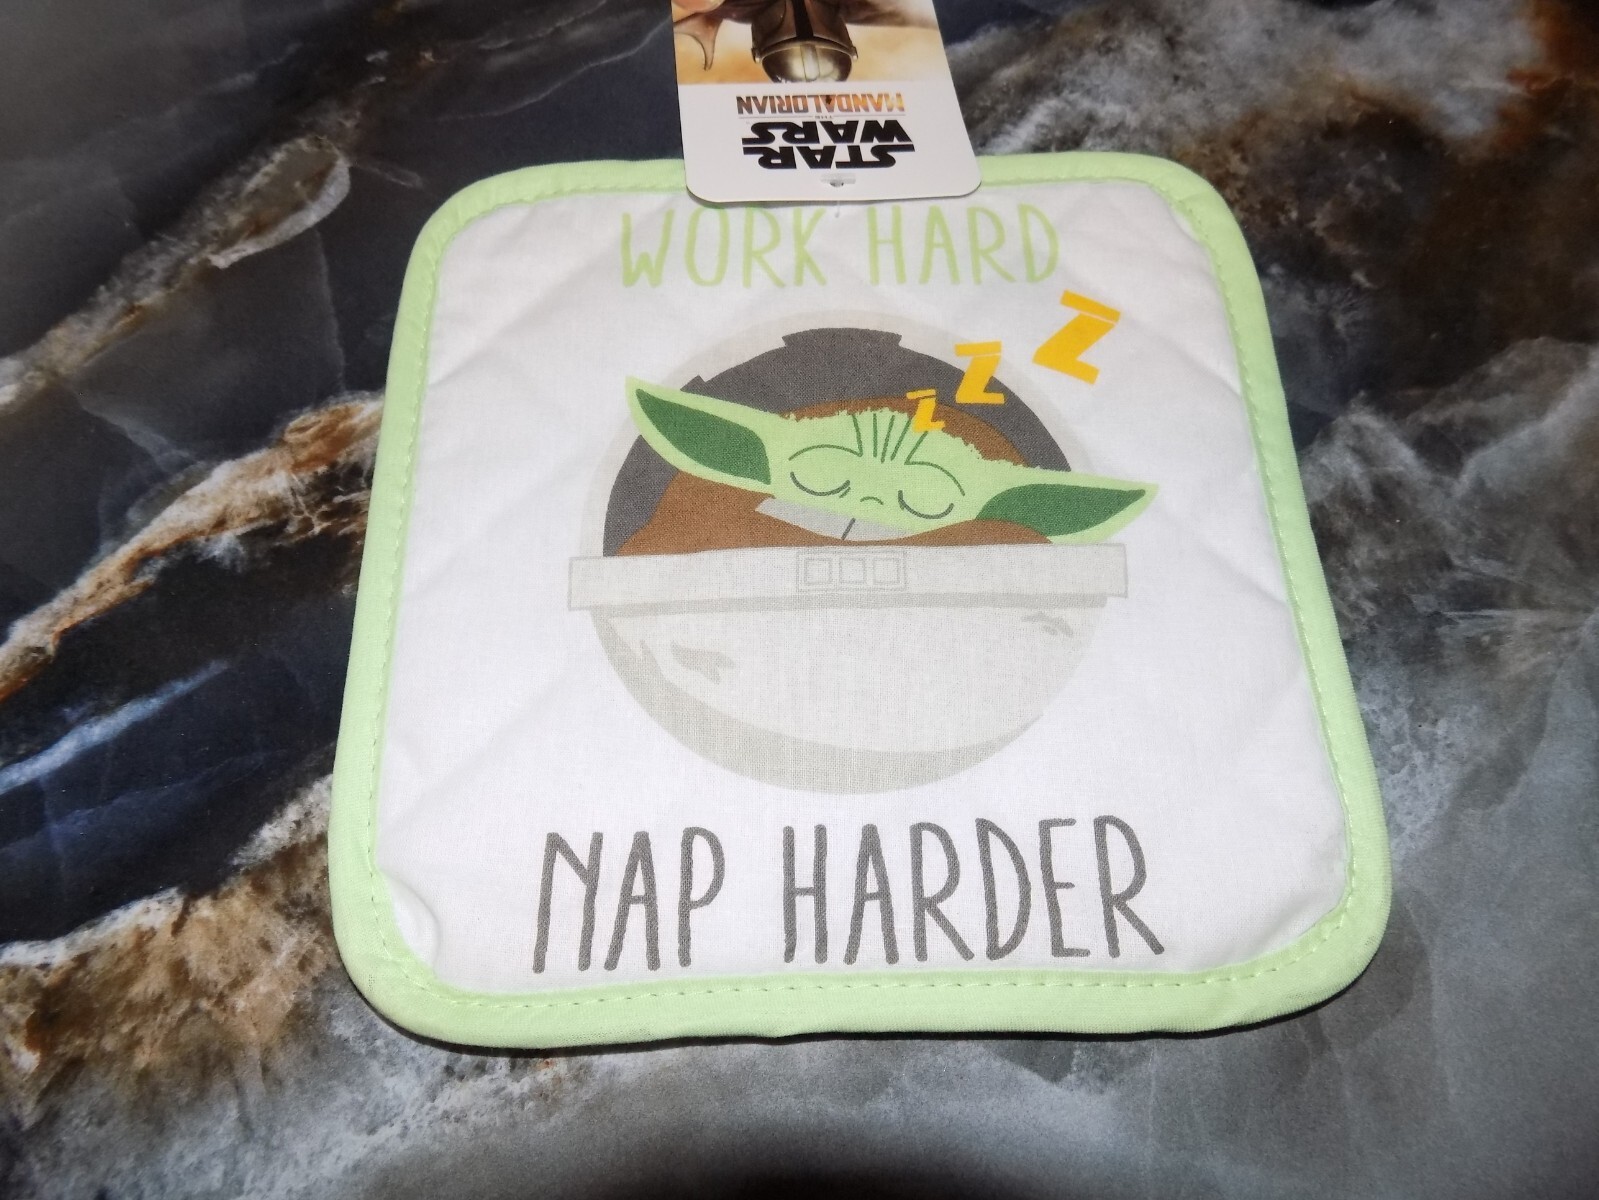 STAR
WARS
THE
MANDALORIAN
WORK HARD
Z Z Z
NAP HARDER